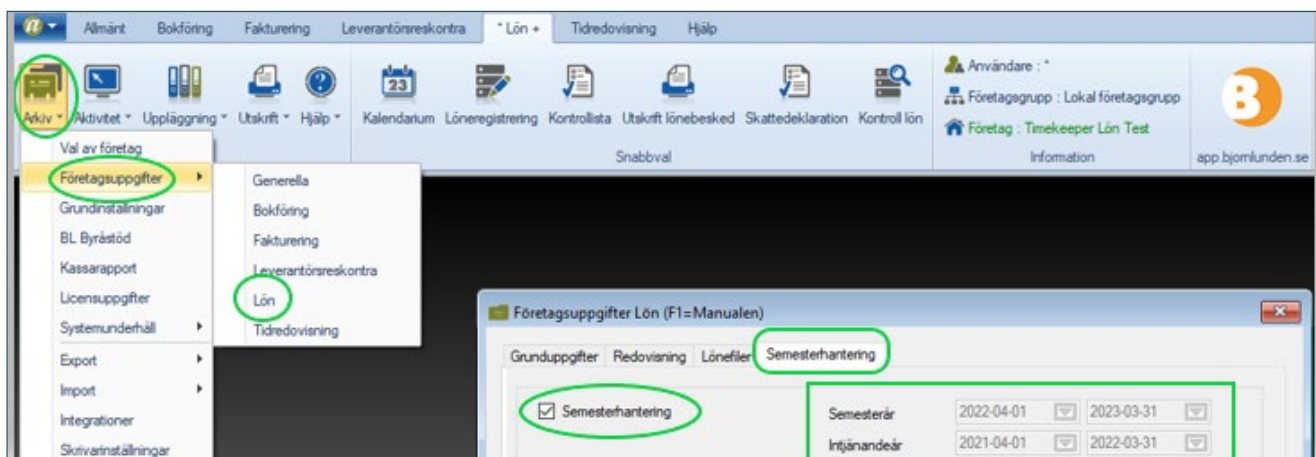 Allmänt Bokföring Fakturering Leverantörsreskontra * Lön + Tidredovisning Hjälp
23
Arkiv Aktivitet Uppläggning Utskrift Hjälp Kalendarium Löneregistrering Kontrollista Utskrift lönebesked Skattedeklaration Kontroll lön
Snabbval
Användare : *
Företagsgrupp : Lokal företagsgrupp
Företag : Timekeeper Lön Test
Information
app.bjornlunden.se
Val av företag
Företagsuppgifter
Grundinställningar
BL Byråstöd
Kassarapport
Licensuppgifter
Systemunderhåll
Export
Import
Integrationer
Skrivarinställningar
Generella
Bokföring
Fakturering
Leverantörsreskontra
Lön
Tidredovisning
Företagsuppgifter Lön (F1=Manualen)
Grunduppgifter Redovisning Lönefiler Semesterhantering
Semesterhantering
Semesterår 2022-04-01 2023-03-31
Intjänandeår 2021-04-01 2022-03-31